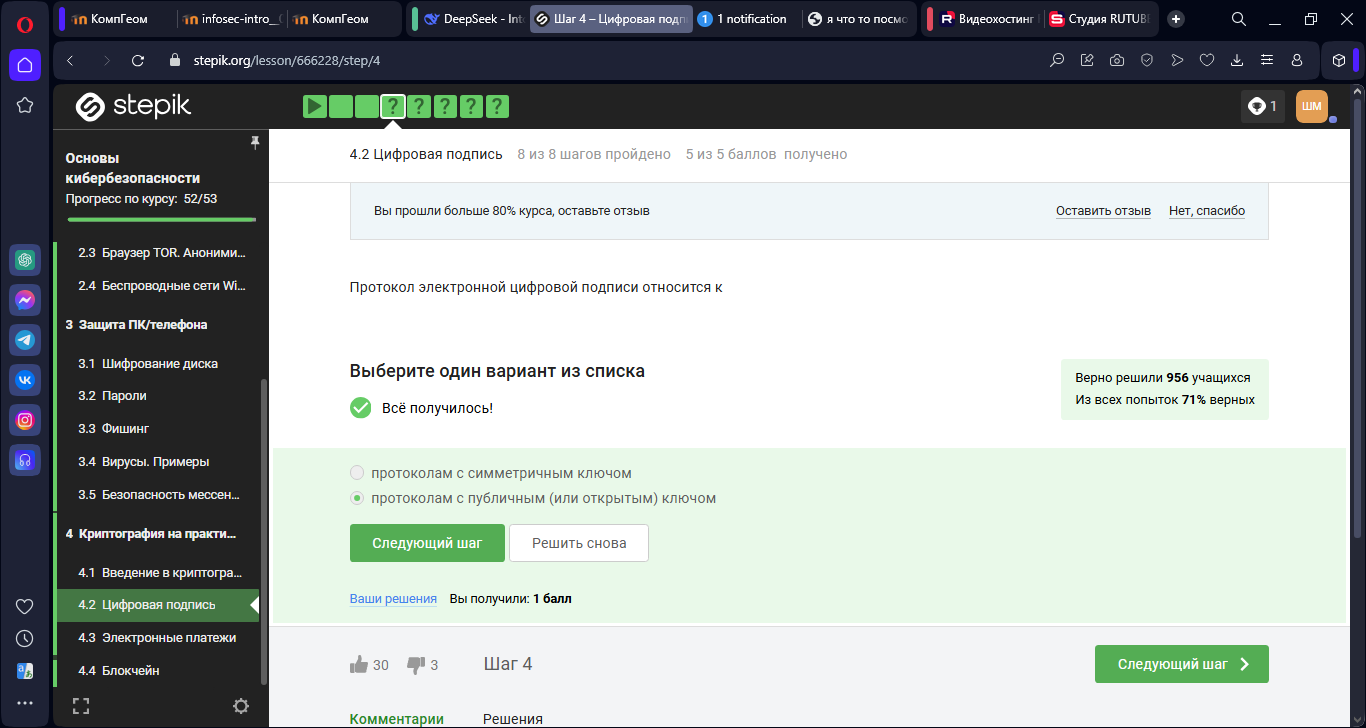 КомпГеом
infosec-intro__(
КомпГеом
DeepSeek - Int
Шаг 4 – Цифровая подп
1 1 notification
я что то посмо
Видеохостинг
Студия RUTUBE
stepik.org/lesson/666228/step/4
stepik
? ? ? ? ?
1
ШМ
Основы
кибербезопасности
Прогресс по курсу: 52/53
2.3 Браузер TOR. Аноними...
2.4 Беспроводные сети Wi...
3 Защита ПК/телефона
3.1 Шифрование диска
3.2 Пароли
3.3 Фишинг
3.4 Вирусы. Примеры
3.5 Безопасность мессен...
4 Криптография на практи...
4.1 Введение в криптогра...
4.2 Цифровая подпись
4.3 Электронные платежи
4.4 Блокчейн
4.2 Цифровая подпись 8 из 8 шагов пройдено 5 из 5 баллов получено
Вы прошли больше 80% курса, оставьте отзыв
Оставить отзыв Нет, спасибо
Протокол электронной цифровой подписи относится к
Выберите один вариант из списка
Всё получилось!
Верно решили 956 учащихся
Из всех попыток 71% верных
протоколам с симметричным ключом
протоколам с публичным (или открытым) ключом
Следующий шаг Решить снова
Ваши решения Вы получили: 1 балл
30 3 Шаг 4
Следующий шаг
Комментарии Решения